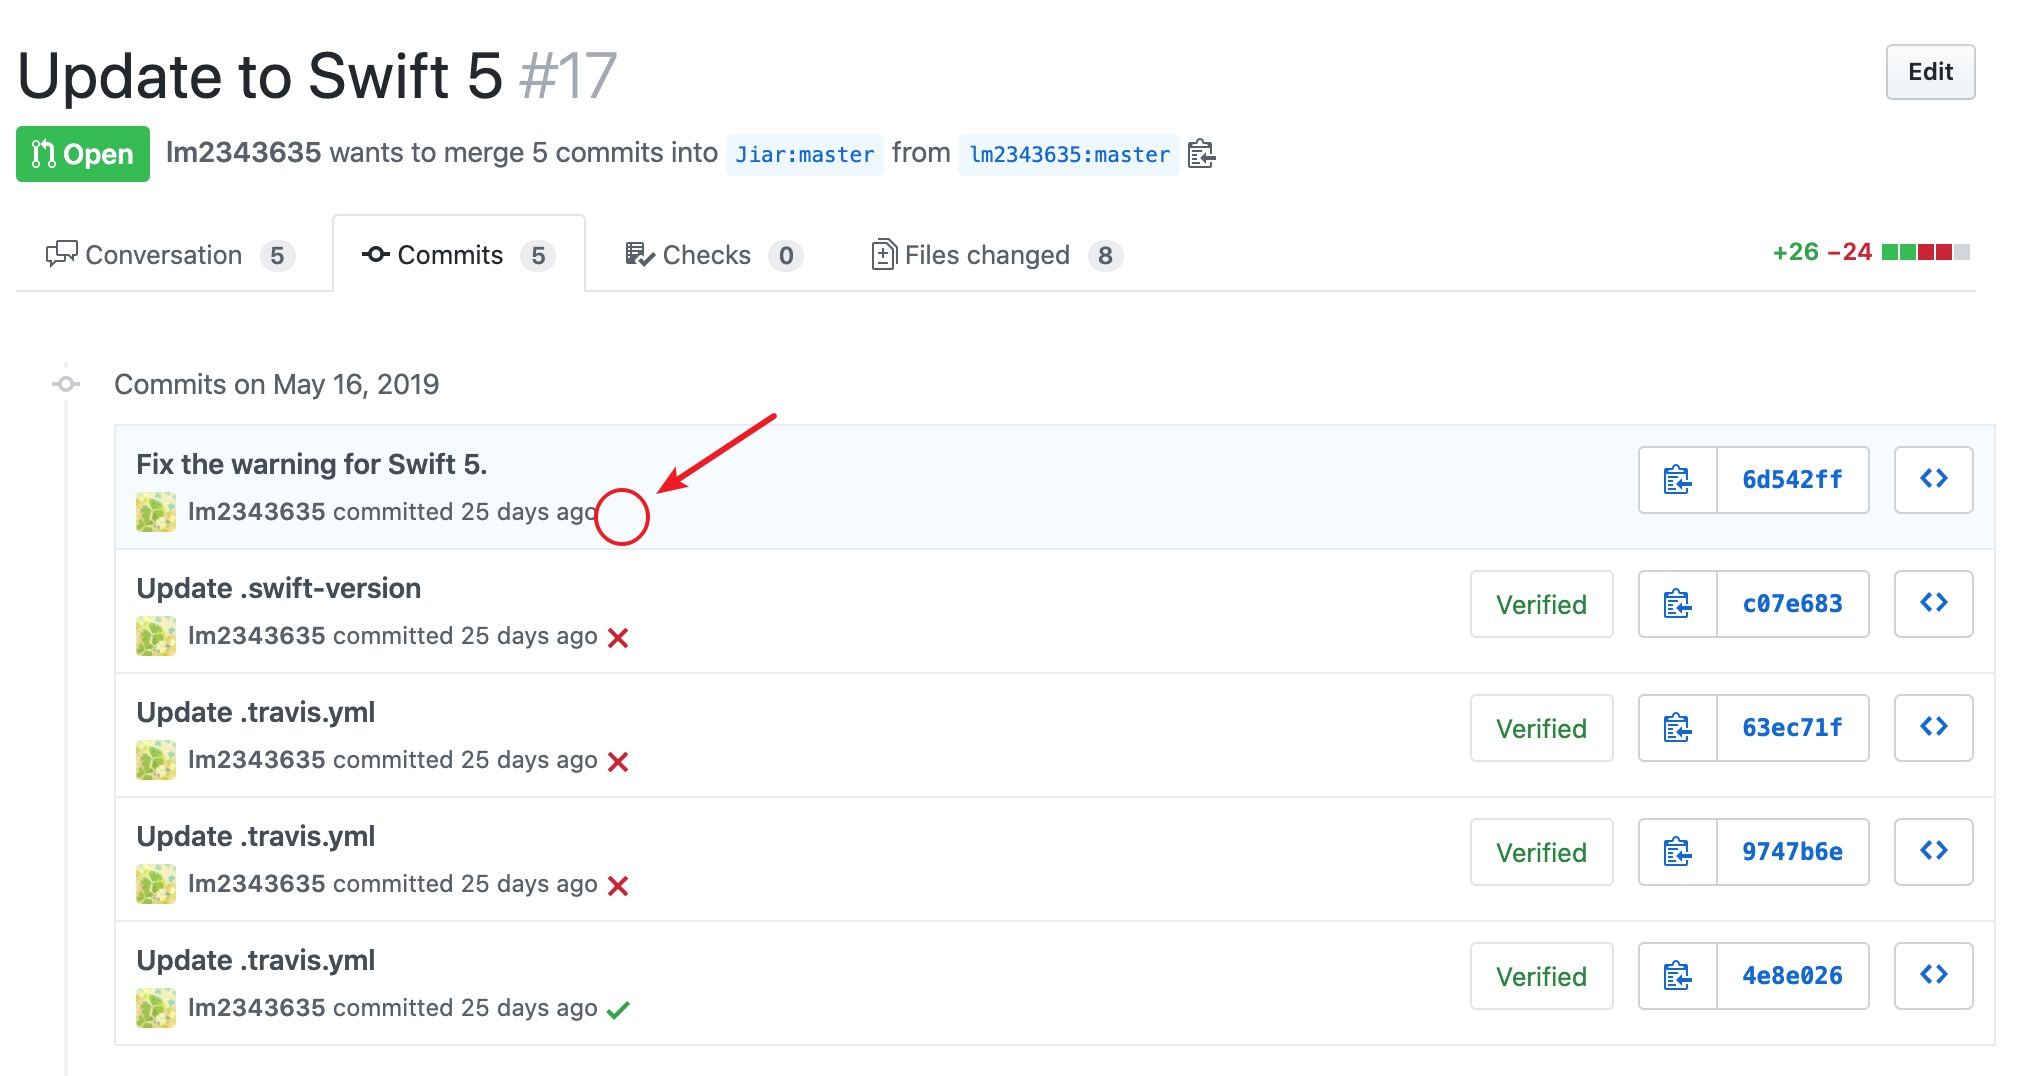 Update to Swift 5 #17
Edit
Open lm2343635 wants to merge 5 commits into Jiar:master from lm2343635:master
Conversation 5 Commits 5 Checks 0 Files changed 8 +26 −24
Commits on May 16, 2019
Fix the warning for Swift 5.
lm2343635 committed 25 days ago
6d542ff
Update .swift-version
lm2343635 committed 25 days ago
Verified c07e683
Update .travis.yml
lm2343635 committed 25 days ago
Verified 63ec71f
Update .travis.yml
lm2343635 committed 25 days ago
Verified 9747b6e
Update .travis.yml
lm2343635 committed 25 days ago
Verified 4e8e026